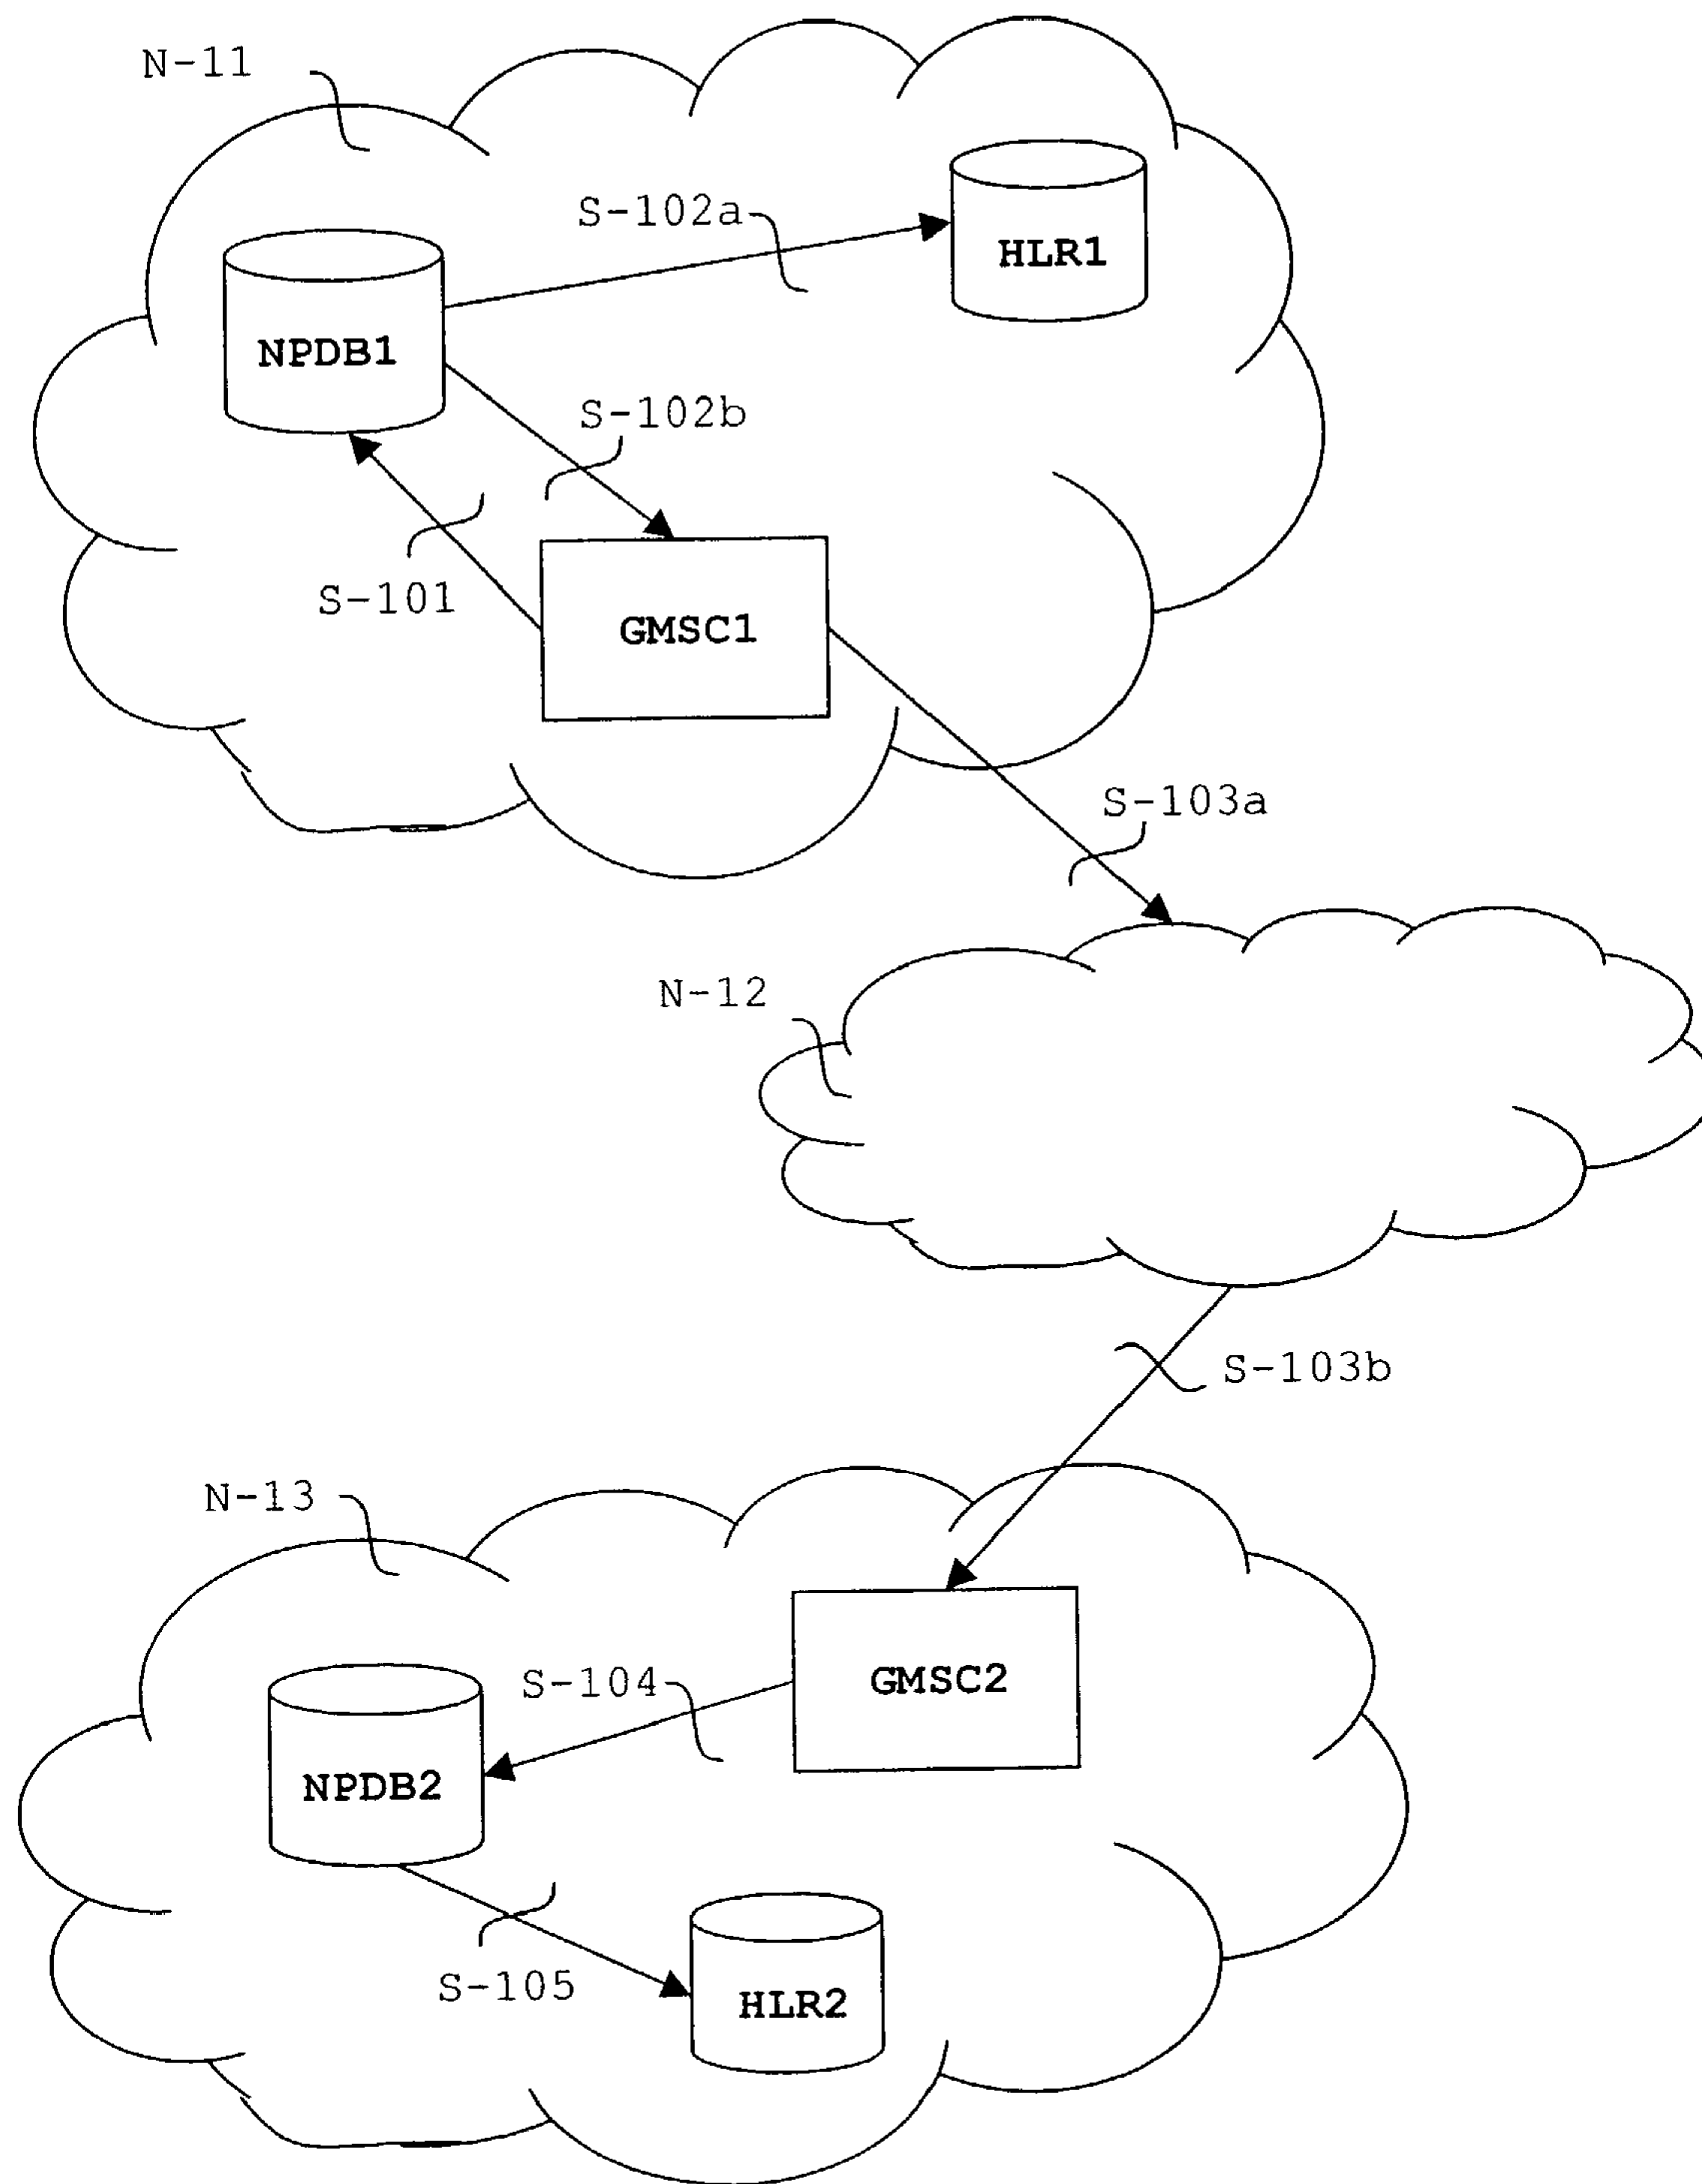 N-11
S-102a
HLR1
NPDB1
S-102b
S-101
GMSC1
S-103a
N-12
S-103b
N-13
S-104
GMSC2
NPDB2
S-105
HLR2